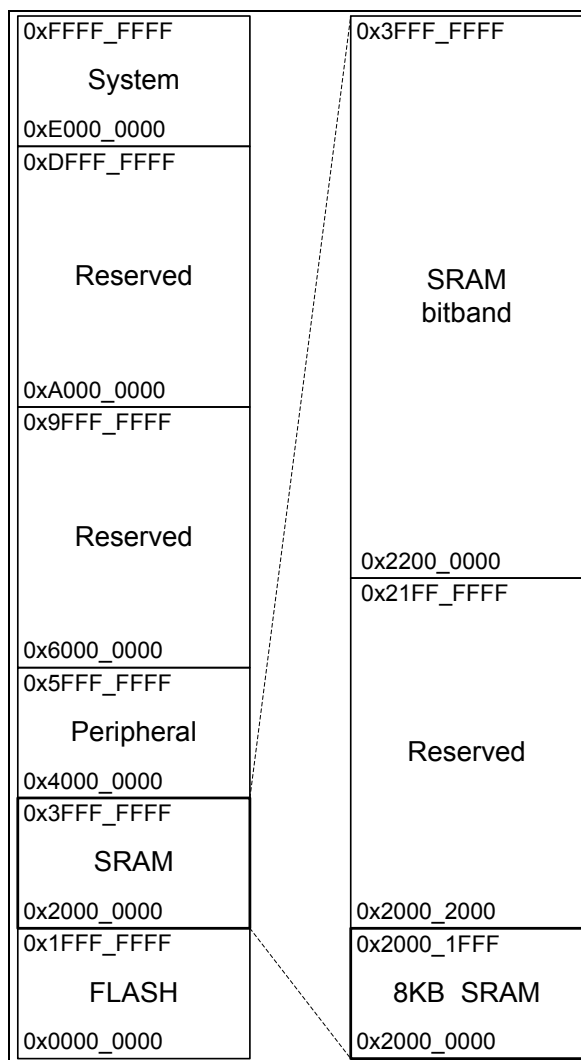 0xFFFF_FFFF
System
0xE000_0000
0xDFFF_FFFF
Reserved
0xA000_0000
0x9FFF_FFFF
Reserved
0x6000_0000
0x5FFF_FFFF
Peripheral
0x4000_0000
0x3FFF_FFFF
SRAM
0x2000_0000
0x1FFF_FFFF
FLASH
0x0000_0000
0x3FFF_FFFF
SRAM
bitband
0x2200_0000
0x21FF_FFFF
Reserved
0x2000_2000
0x2000_1FFF
8KB SRAM
0x2000_0000